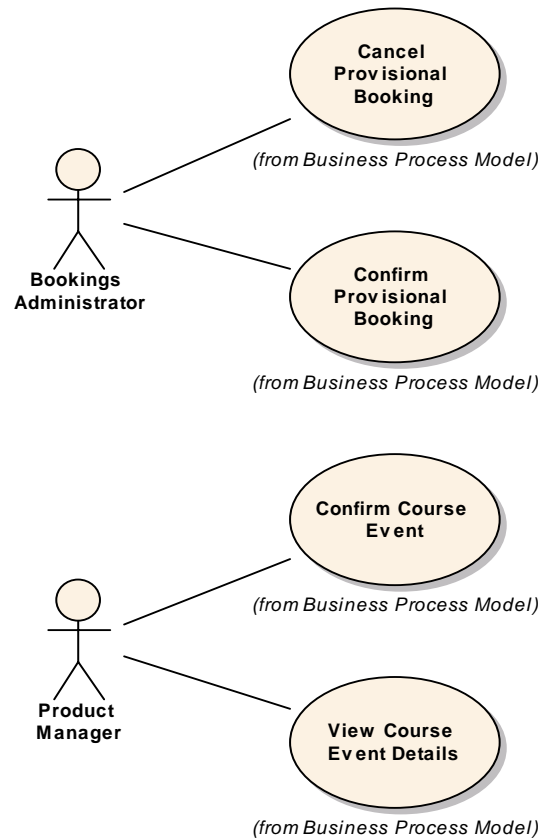 Cancel
Provisional
Booking
(from Business Process Model)
Bookings
Administrator
Confirm
Provisional
Booking
(from Business Process Model)
Confirm Course
Event
(from Business Process Model)
Product
Manager
View Course
Event Details
(from Business Process Model)